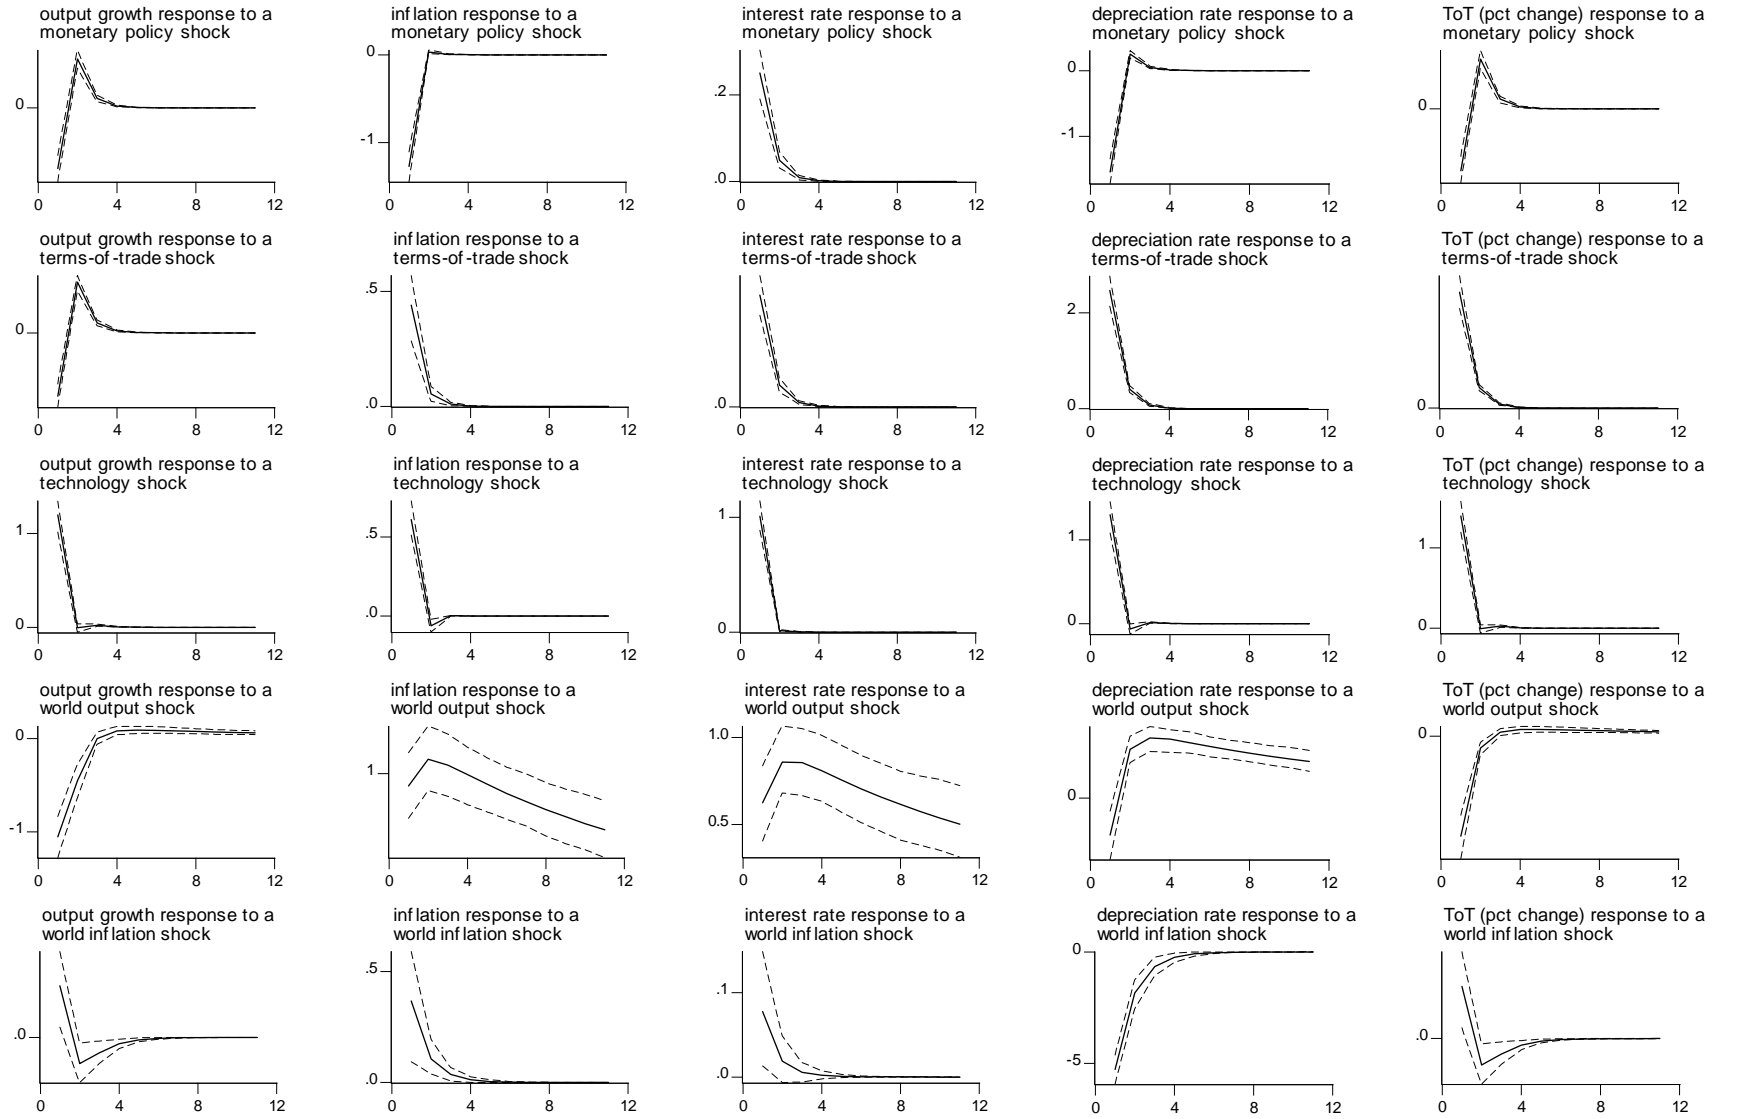 output growth response to a
monetary policy shock
0
0
4
8
12
inflation response to a
monetary policy shock
0
-1
0
4
8
12
interest rate response to a
monetary policy shock
.2
.0
0
4
8
12
depreciation rate response to a
monetary policy shock
0
-1
0
4
8
12
ToT (pct change) response to a
monetary policy shock
0
0
4
8
12
output growth response to a
terms-of-trade shock
0
0
4
8
12
inflation response to a
terms-of-trade shock
.5
.0
0
4
8
12
interest rate response to a
terms-of-trade shock
.0
0
4
8
12
depreciation rate response to a
terms-of-trade shock
2
0
0
4
8
12
ToT (pct change) response to a
terms-of-trade shock
0
0
4
8
12
output growth response to a
technology shock
1
0
0
4
8
12
inflation response to a
technology shock
.5
.0
0
4
8
12
interest rate response to a
technology shock
1
0
0
4
8
12
depreciation rate response to a
technology shock
1
0
0
4
8
12
ToT (pct change) response to a
technology shock
1
0
0
4
8
12
output growth response to a
world output shock
0
-1
0
4
8
12
inflation response to a
world output shock
1
0
4
8
12
interest rate response to a
world output shock
1.0
0.5
0
4
8
12
depreciation rate response to a
world output shock
0
0
4
8
12
ToT (pct change) response to a
world output shock
0
0
4
8
12
output growth response to a
world inflation shock
.0
0
4
8
12
inflation response to a
world inflation shock
.5
.0
0
4
8
12
interest rate response to a
world inflation shock
.1
.0
0
4
8
12
depreciation rate response to a
world inflation shock
0
-5
0
4
8
12
ToT (pct change) response to a
world inflation shock
.0
0
4
8
12